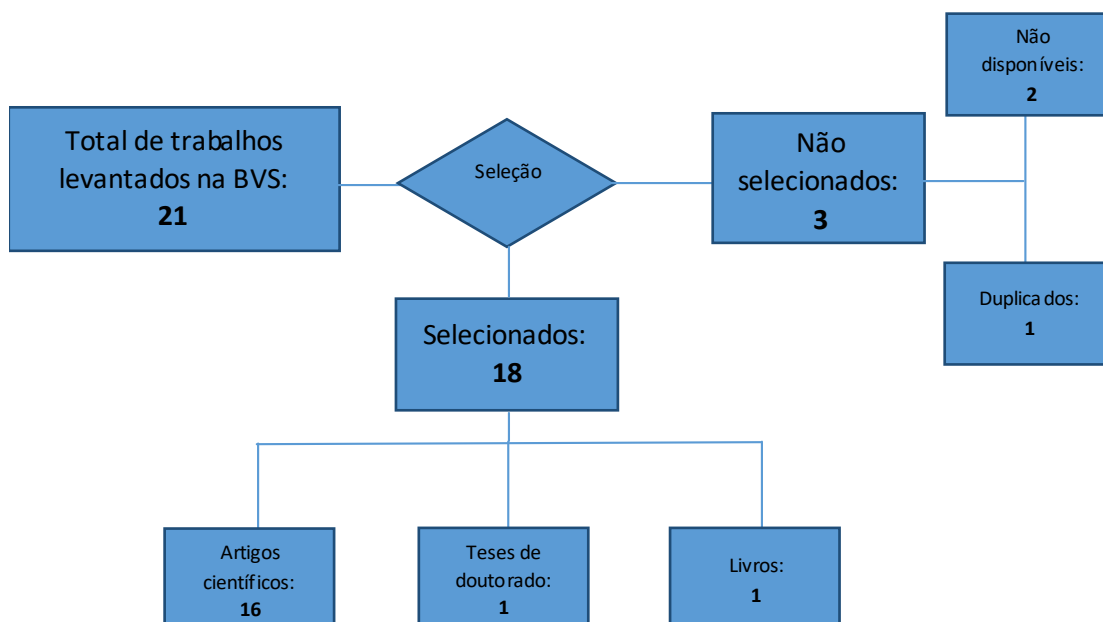 Total de trabalhos
levantados na BVS:
21
Seleção
Não
selecionados:
3
Não
disponíveis:
2
Duplicados:
1
Selecionados:
18
Artigos
científicos:
16
Teses de
doutorado:
1
Livros:
1